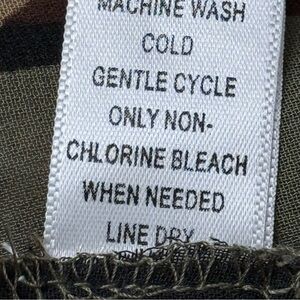 MACHINE WASH
COLD
GENTLE CYCLE
ONLY NON-
CHLORINE BLEACH
WHEN NEEDED
LINE DRY